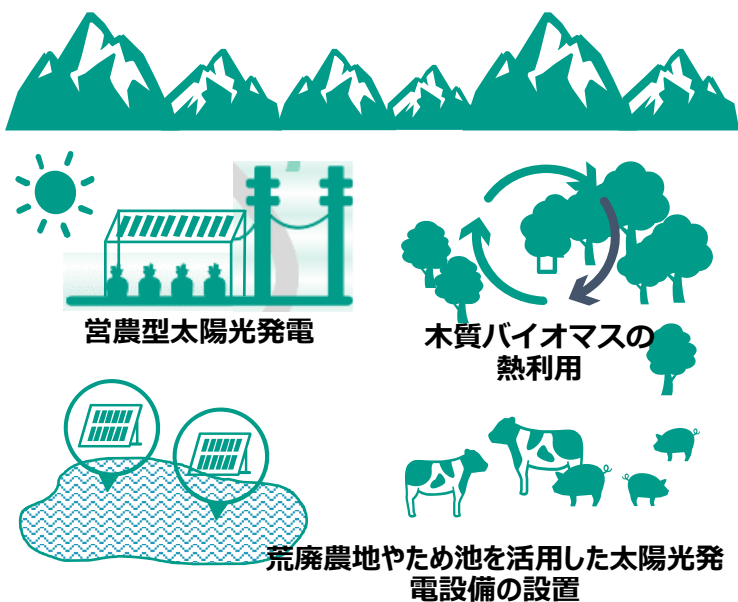 営農型太陽光発電
木質バイオマスの
熱利用
荒廃農地やため池を活用した太陽光発
電設備の設置